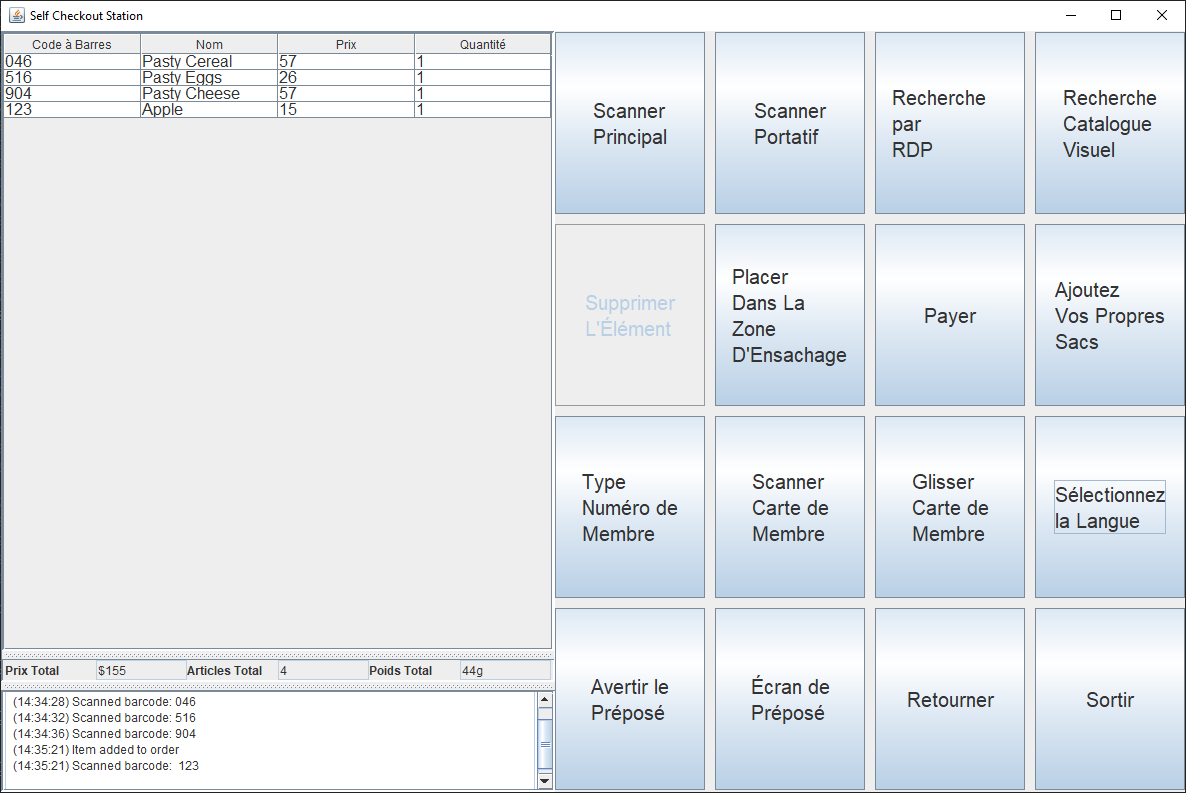 Self Checkout Station
Code à Barres Nom Prix Quantité
046 Pasty Cereal 57 1
516 Pasty Eggs 26 1
904 Pasty Cheese 57 1
123 Apple 15 1
Prix Total $155 Articles Total 4 Poids Total 44g
(14:34:28) Scanned barcode: 046
(14:34:32) Scanned barcode: 516
(14:34:36) Scanned barcode: 904
(14:35:21) Item added to order
(14:35:21) Scanned barcode:  123
Scanner
Principal
Scanner
Portatif
Recherche
par
RDP
Recherche
Catalogue
Visuel
Supprimer
L'Élément
Placer
Dans La
Zone
D'Ensachage
Payer
Ajoutez
Vos Propres
Sacs
Type
Numéro de
Membre
Scanner
Carte de
Membre
Glisser
Carte de
Membre
Sélectionnez
la Langue
Avertir le
Préposé
Écran de
Préposé
Retourner
Sortir